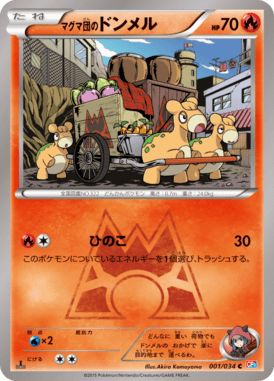 たね マグマ団のドンメル HP70
全国図鑑NO.322 どんかんポケモン 高さ：0.7m 重さ：24.0kg
ひのこ 30
このポケモンについているエネルギーを1個選び、トラッシュする。
弱点 ×2 抵抗力
にげる
どんなに 重い 荷物でも
ドンメルの おかげで 楽に
目的地まで 運べる。
Illus.Akira Komayama 001/034 C
©2015 Pokémon/Nintendo/Creatures/GAME FREAK.